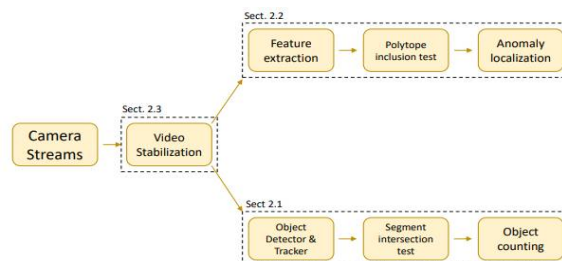 Sect. 2.2
Feature
extraction
Polytope
inclusion test
Anomaly
localization
Sect. 2.3
Camera
Streams
Video
Stabilization
Sect 2.1
Object
Detector &
Tracker
Segment
intersection
test
Object
counting